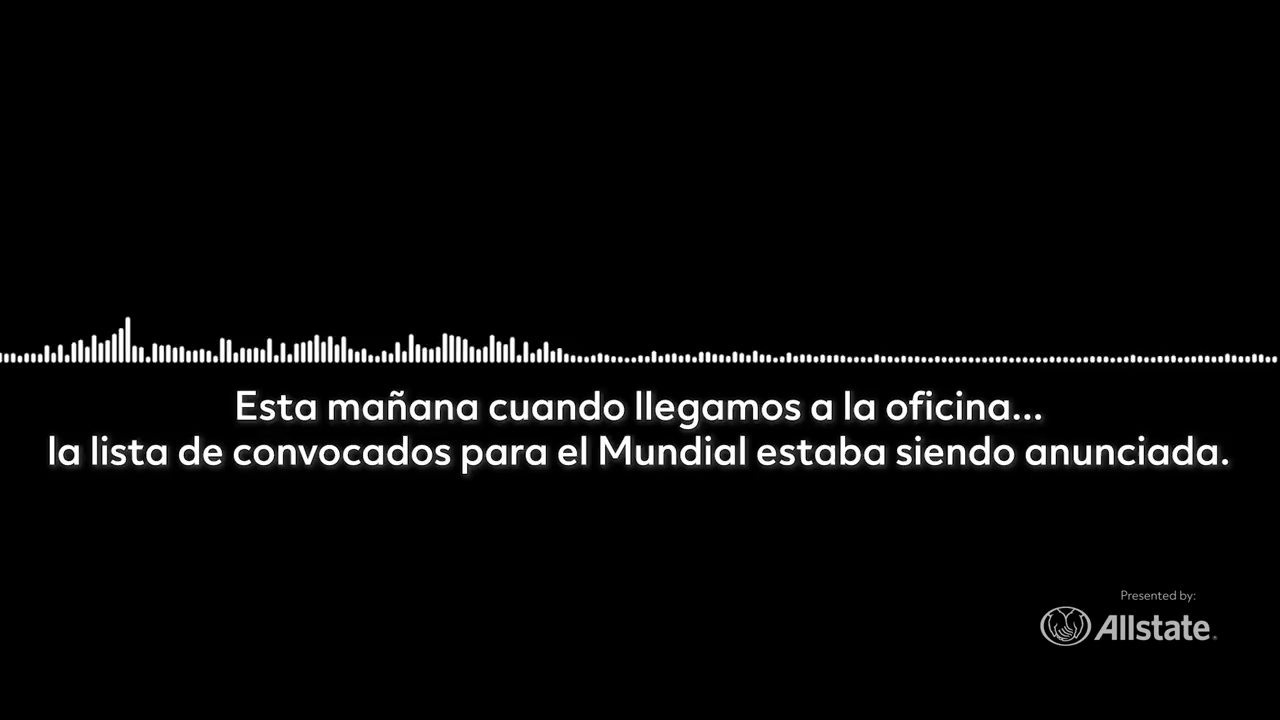 Esta mañana cuando llegamos a la oficina...
la lista de convocados para el Mundial estaba siendo anunciada.
Presented by:
Allstate®